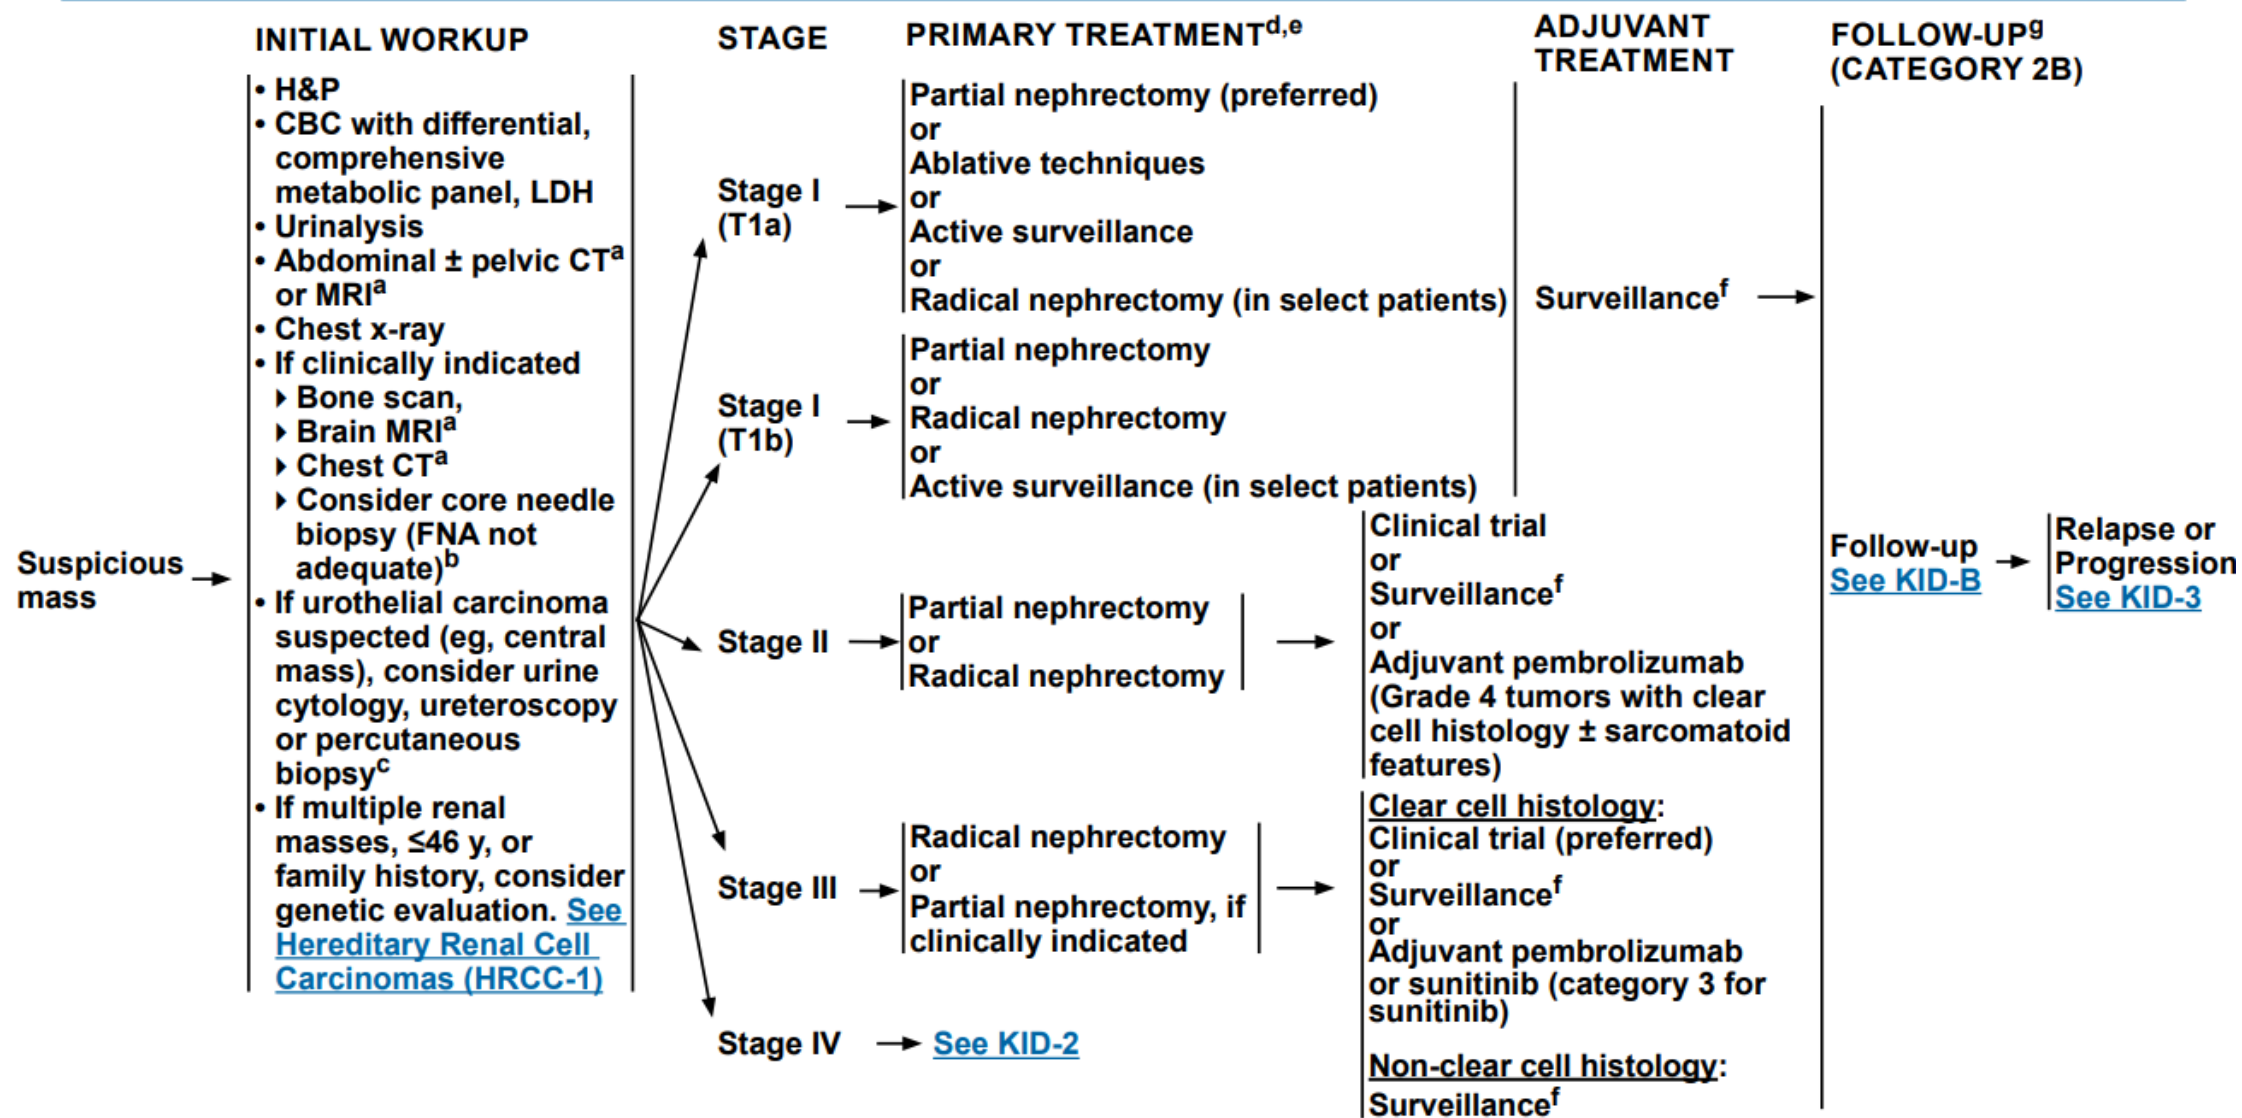 INITIAL WORKUP
• H&P
• CBC with differential,
comprehensive
metabolic panel, LDH
• Urinalysis
• Abdominal ± pelvic CTa
or MRIa
• Chest x-ray
• If clinically indicated
Bone scan,
Brain MRIa
Chest CTa
Consider core needle
biopsy (FNA not
adequate)b
• If urothelial carcinoma
suspected (eg, central
mass), consider urine
cytology, ureteroscopy
or percutaneous
biopsyc
• If multiple renal
masses, ≤46 y, or
family history, consider
genetic evaluation. See
Hereditary Renal Cell
Carcinomas (HRCC-1)
Suspicious
mass
STAGE
Stage I
(T1a)
Stage I
(T1b)
Stage II
Stage III
Stage IV
PRIMARY TREATMENTd,e
Partial nephrectomy (preferred)
or
Ablative techniques
or
Active surveillance
or
Radical nephrectomy (in select patients)
Partial nephrectomy
or
Radical nephrectomy
or
Active surveillance (in select patients)
Partial nephrectomy
or
Radical nephrectomy
Radical nephrectomy
or
Partial nephrectomy, if
clinically indicated
See KID-2
ADJUVANT
TREATMENT
Surveillancef
Clinical trial
or
Surveillancef
or
Adjuvant pembrolizumab
(Grade 4 tumors with clear
cell histology ± sarcomatoid
features)
Clear cell histology:
Clinical trial (preferred)
or
Surveillancef
or
Adjuvant pembrolizumab
or sunitinib (category 3 for
sunitinib)
Non-clear cell histology:
Surveillancef
FOLLOW-UPg
(CATEGORY 2B)
Follow-up
See KID-B
Relapse or
Progression
See KID-3